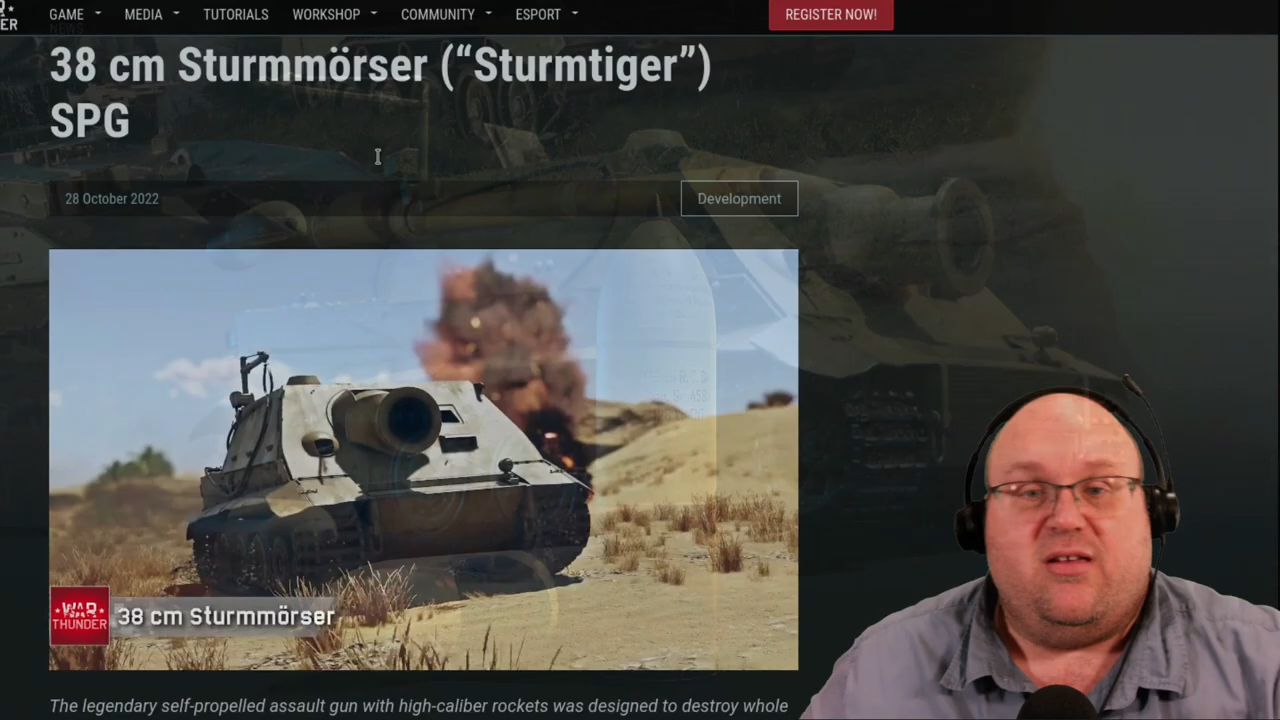 GAME MEDIA TUTORIALS WORKSHOP COMMUNITY ESPORT REGISTER NOW!
NEWS
38 cm Sturmmörser (“Sturmtiger”)
SPG
28 October 2022 Development
WAR
THUNDER
38 cm Sturmmörser
The legendary self-propelled assault gun with high-caliber rockets was designed to destroy whole